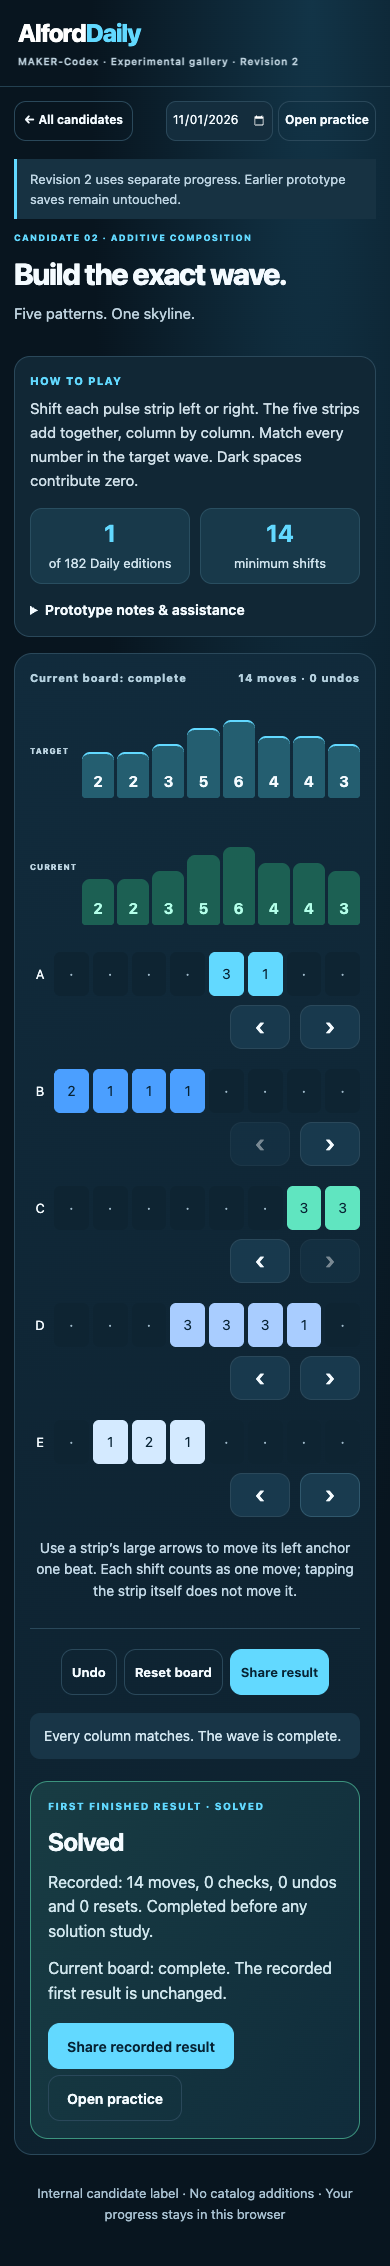 AlfordDaily
MAKER-Codex · Experimental gallery · Revision 2
← All candidates
11/01/2026
Open practice
Revision 2 uses separate progress. Earlier prototype
saves remain untouched.
CANDIDATE 02 · ADDITIVE COMPOSITION
Build the exact wave.
Five patterns. One skyline.
HOW TO PLAY
Shift each pulse strip left or right. The five strips
add together, column by column. Match every
number in the target wave. Dark spaces
contribute zero.
1
of 182 Daily editions
14
minimum shifts
▶ Prototype notes & assistance
Current board: complete
14 moves · 0 undos
TARGET
2 2 3 5 6 4 4 3
CURRENT
2 2 3 5 6 4 4 3
A · · · · 3 1 · ·
‹ ›
B 2 1 1 1 · · · ·
‹ ›
C · · · · · · 3 3
‹ ›
D · · · 3 3 3 1 ·
‹ ›
E · 1 2 1 · · · ·
‹ ›
Use a strip’s large arrows to move its left anchor
one beat. Each shift counts as one move; tapping
the strip itself does not move it.
Undo
Reset board
Share result
Every column matches. The wave is complete.
FIRST FINISHED RESULT · SOLVED
Solved
Recorded: 14 moves, 0 checks, 0 undos
and 0 resets. Completed before any
solution study.
Current board: complete. The recorded
first result is unchanged.
Share recorded result
Open practice
Internal candidate label · No catalog additions · Your
progress stays in this browser